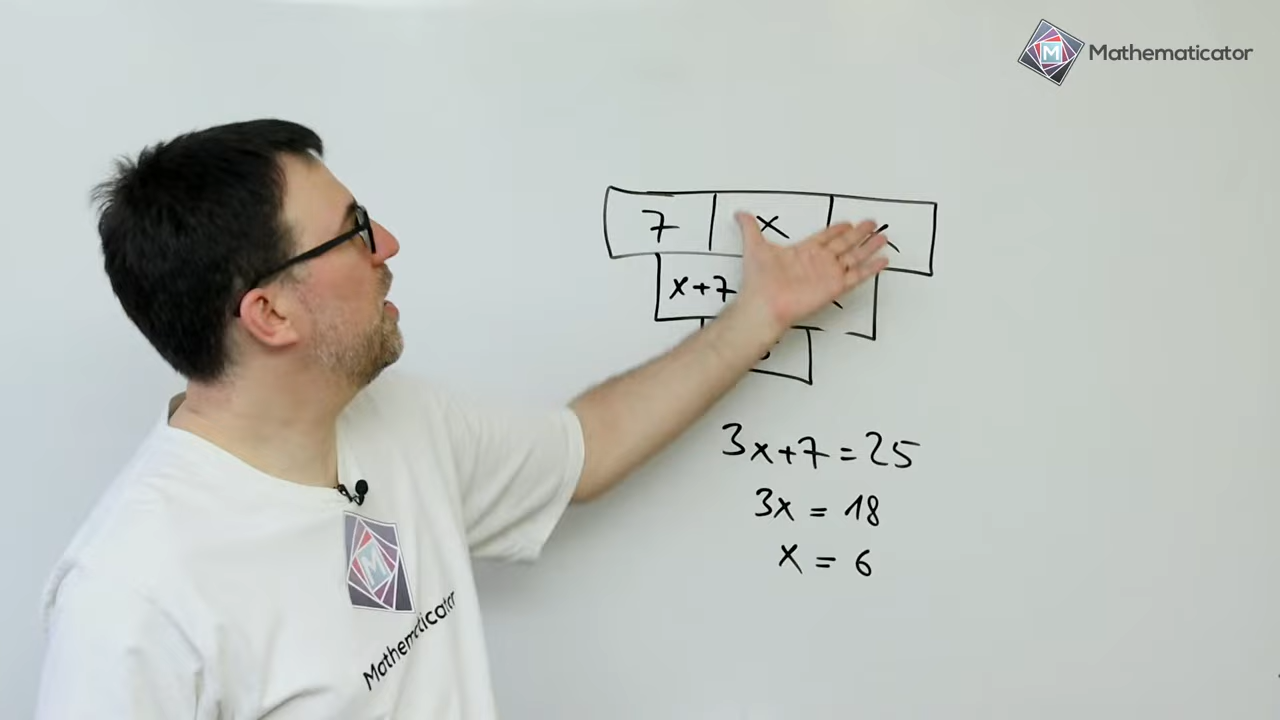 Mathematicator
7 x
x+7
3x+7=25
3x = 18
x = 6
M
Mathematicator